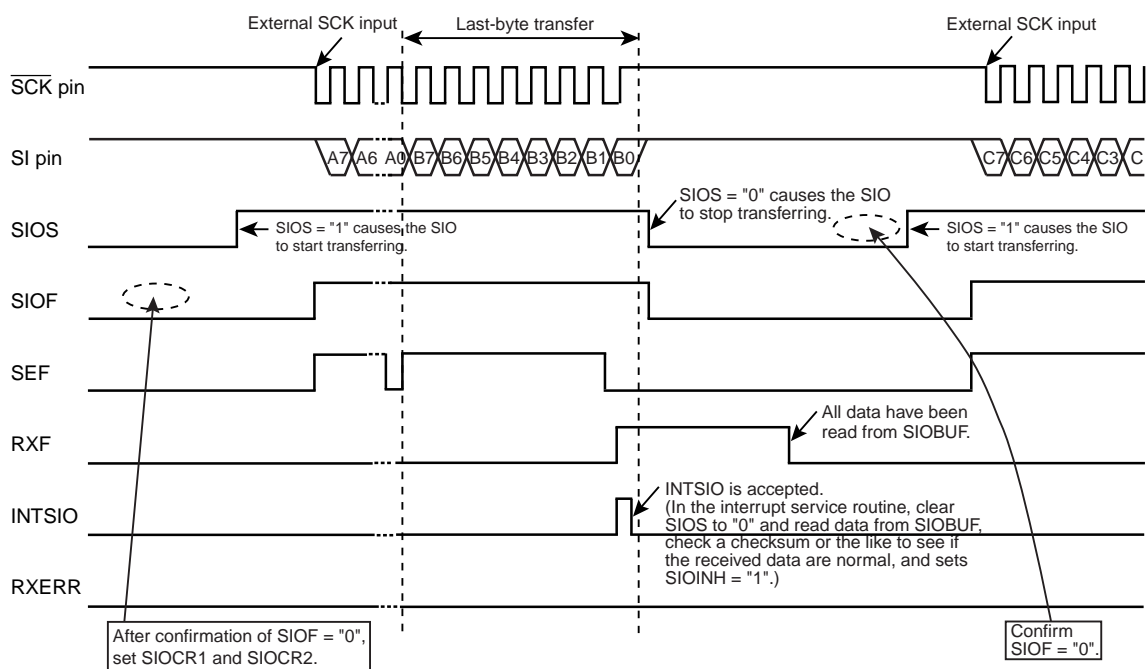 External SCK input
Last-byte transfer
External SCK input
SCK pin
SI pin
A7 A6 A0 B7 B6 B5 B4 B3 B2 B1 B0
C7 C6 C5 C4 C3 C
SIOS
SIOS = "1" causes the SIO
to start transferring.
SIOS = "0" causes the SIO
to stop transferring.
SIOS = "1" causes the SIO
to start transferring.
SIOF
SEF
RXF
All data have been
read from SIOBUF.
INTSIO
INTSIO is accepted.
(In the interrupt service routine, clear
SIOS to "0" and read data from SIOBUF,
check a checksum or the like to see if
the received data are normal, and sets
SIOINH = "1".)
RXERR
After confirmation of SIOF = "0",
set SIOCR1 and SIOCR2.
Confirm
SIOF = "0".